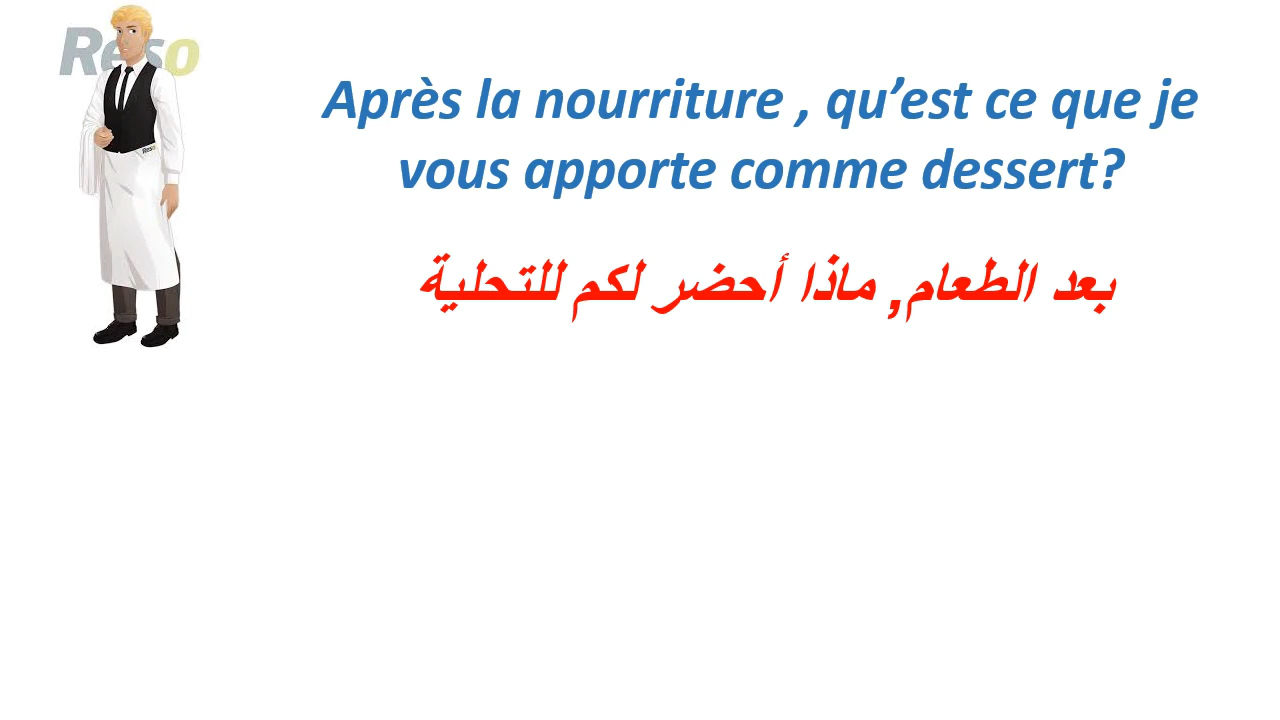 Reso
Après la nourriture , qu’est ce que je
vous apporte comme dessert?
بعد الطعام, ماذا أحضر لكم للتحلية
Reso